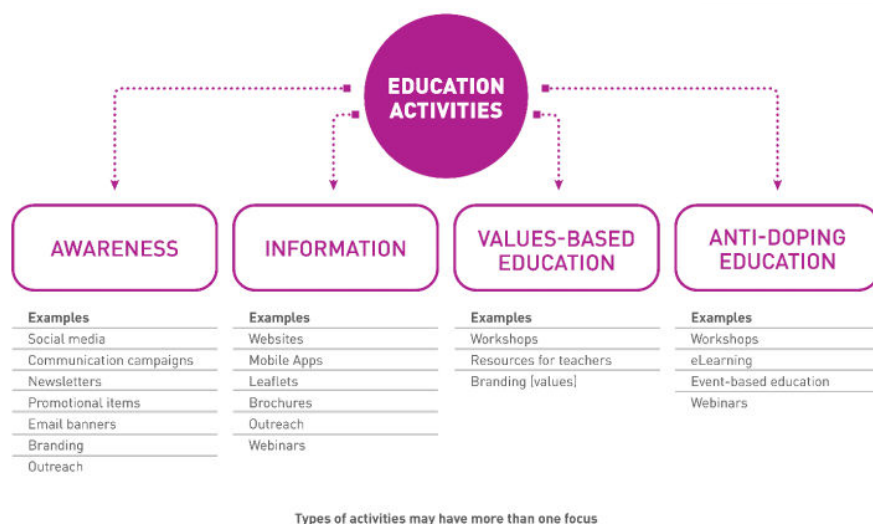 EDUCATION
ACTIVITIES
AWARENESS
Examples
Social media
Communication campaigns
Newsletters
Promotional items
Email banners
Branding
Outreach
INFORMATION
Examples
Websites
Mobile Apps
Leaflets
Brochures
Outreach
Webinars
VALUES-BASED
EDUCATION
Examples
Workshops
Resources for teachers
Branding (values)
ANTI-DOPING
EDUCATION
Examples
Workshops
eLearning
Event-based education
Webinars
Types of activities may have more than one focus